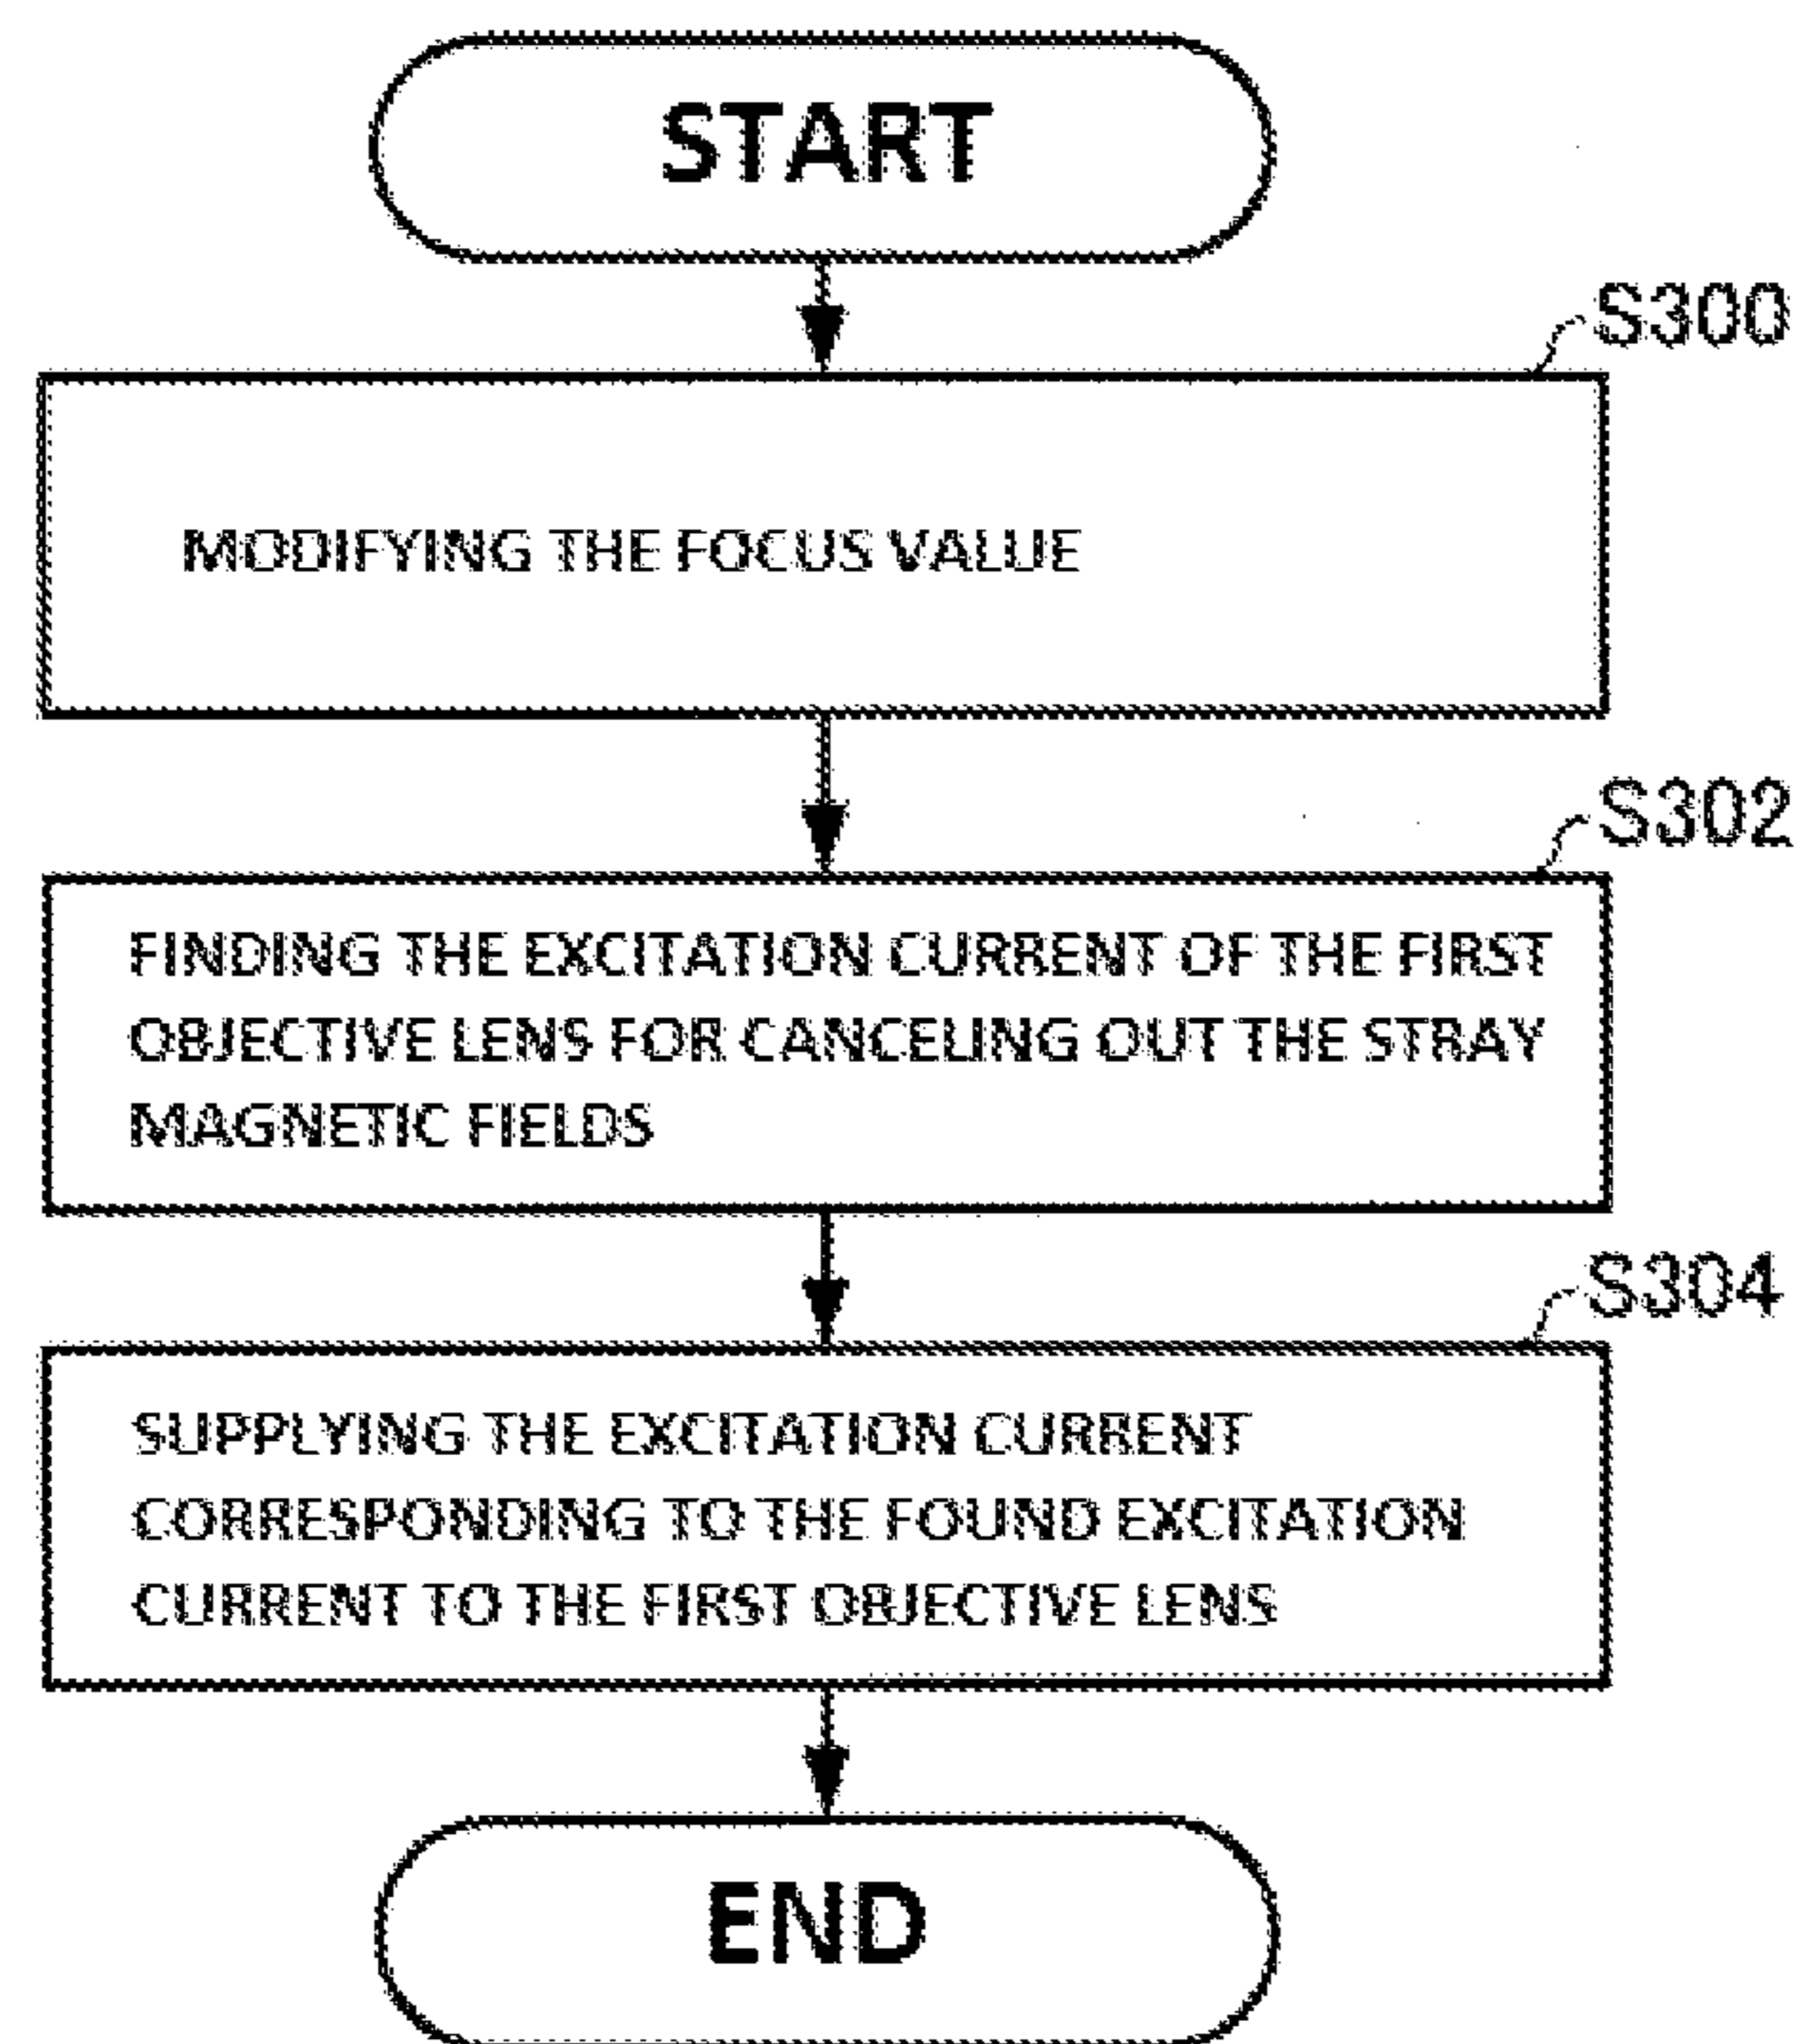 START
S300
MODIFYING THE FOCUS VALUE
S302
FINDING THE EXCITATION CURRENT OF THE FIRST
OBJECTIVE LENS FOR CANCELING OUT THE STRAY
MAGNETIC FIELDS
S304
SUPPLYING THE EXCITATION CURRENT
CORRESPONDING TO THE FOUND EXCITATION
CURRENT TO THE FIRST OBJECTIVE LENS
END